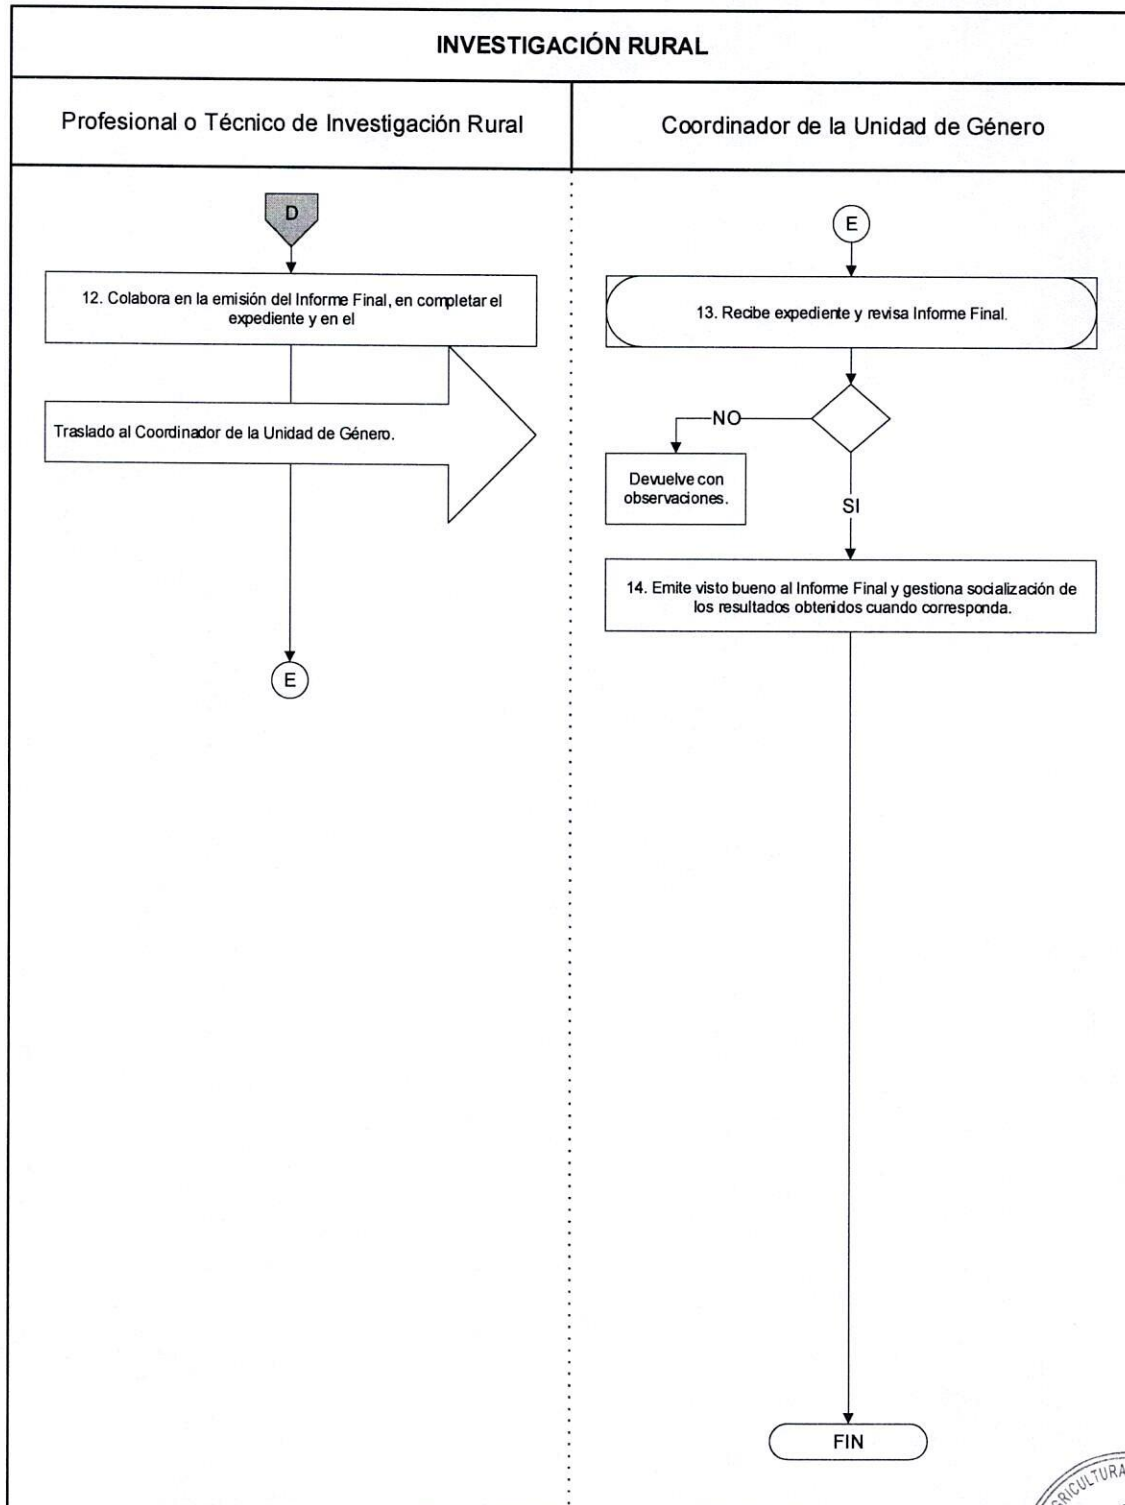 INVESTIGACIÓN RURAL
Profesional o Técnico de Investigación Rural
Coordinador de la Unidad de Género
D
12. Colabora en la emisión del Informe Final, en completar el
expediente y en el
Traslado al Coordinador de la Unidad de Género.
E
E
13. Recibe expediente y revisa Informe Final.
NO
Devuelve con
observaciones.
SI
14. Emite visto bueno al Informe Final y gestiona socialización de
los resultados obtenidos cuando corresponda.
FIN